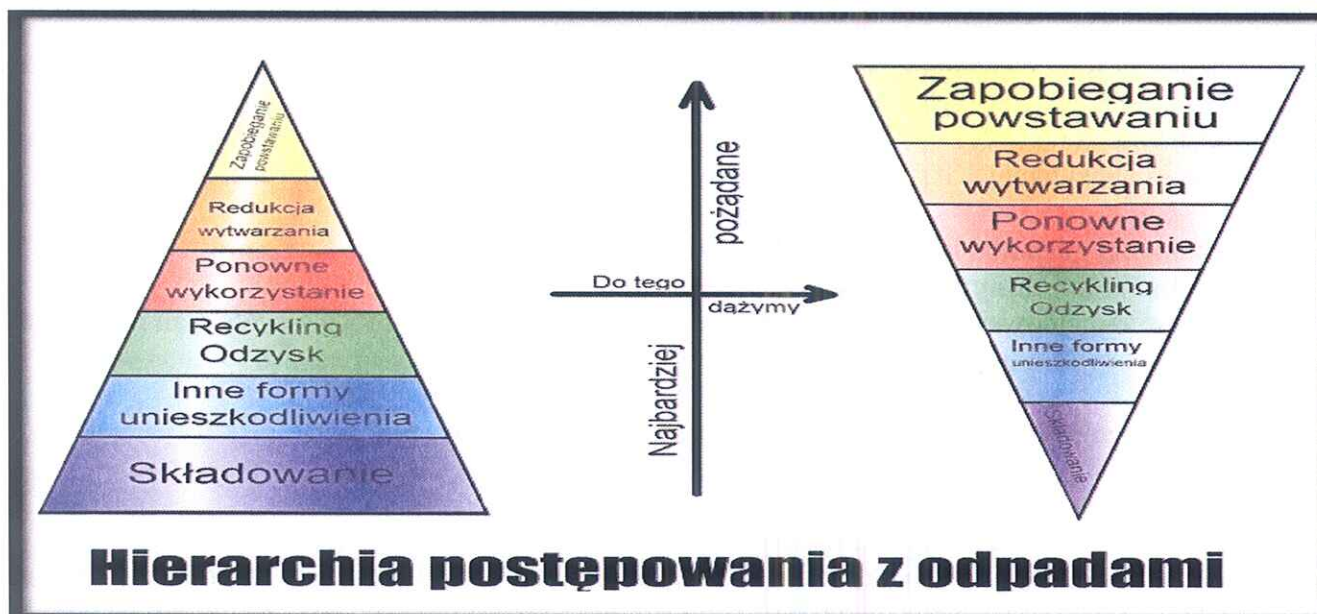 Zapobieganie
powstawaniu
Redukcja
wytwarzania
Ponowne
wykorzystanie
Recykling
Odzysk
Inne formy
unieszkodliwienia
Składowanie
Najbardziej pożądane
Do tego
dążymy
Zapobieganie
powstawaniu
Redukcja
wytwarzania
Ponowne
wykorzystanie
Recykling
Odzysk
Inne formy
unieszkodliwienia
Składowanie
Hierarchia postępowania z odpadami